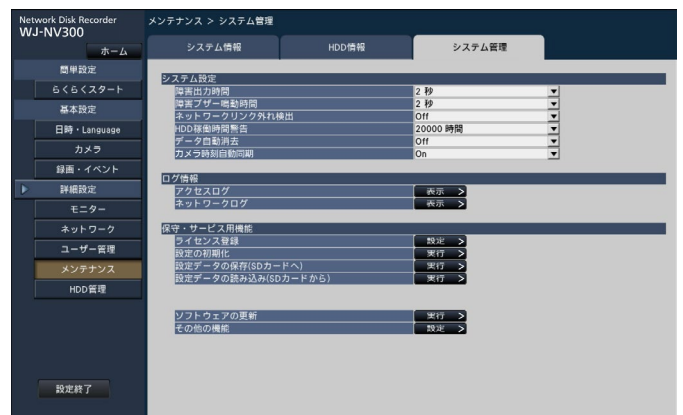 Network Disk Recorder
WJ-NV300
ホーム
簡単設定
らくらくスタート
基本設定
日時・Language
カメラ
録画・イベント
詳細設定
モニター
ネットワーク
ユーザー管理
メンテナンス
HDD管理
設定終了
メンテナンス > システム管理
システム情報 HDD情報 システム管理
システム設定
障害出力時間 2 秒
障害ブザー鳴動時間 2 秒
ネットワークリンク外れ検出 Off
HDD稼働時間警告 20000 時間
データ自動消去 Off
カメラ時刻自動同期 On
ログ情報
アクセスログ 表示 >
ネットワークログ 表示 >
保守・サービス用機能
ライセンス登録 設定 >
設定の初期化 実行 >
設定データの保存(SDカードへ) 実行 >
設定データの読み込み(SDカードから) 実行 >
ソフトウェアの更新 実行 >
その他の機能 設定 >